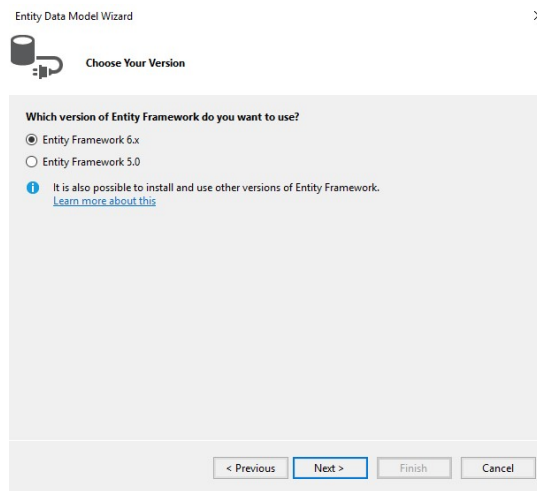 Entity Data Model Wizard
Choose Your Version
Which version of Entity Framework do you want to use?
Entity Framework 6.x
Entity Framework 5.0
It is also possible to install and use other versions of Entity Framework.
Learn more about this
< Previous Next > Finish Cancel